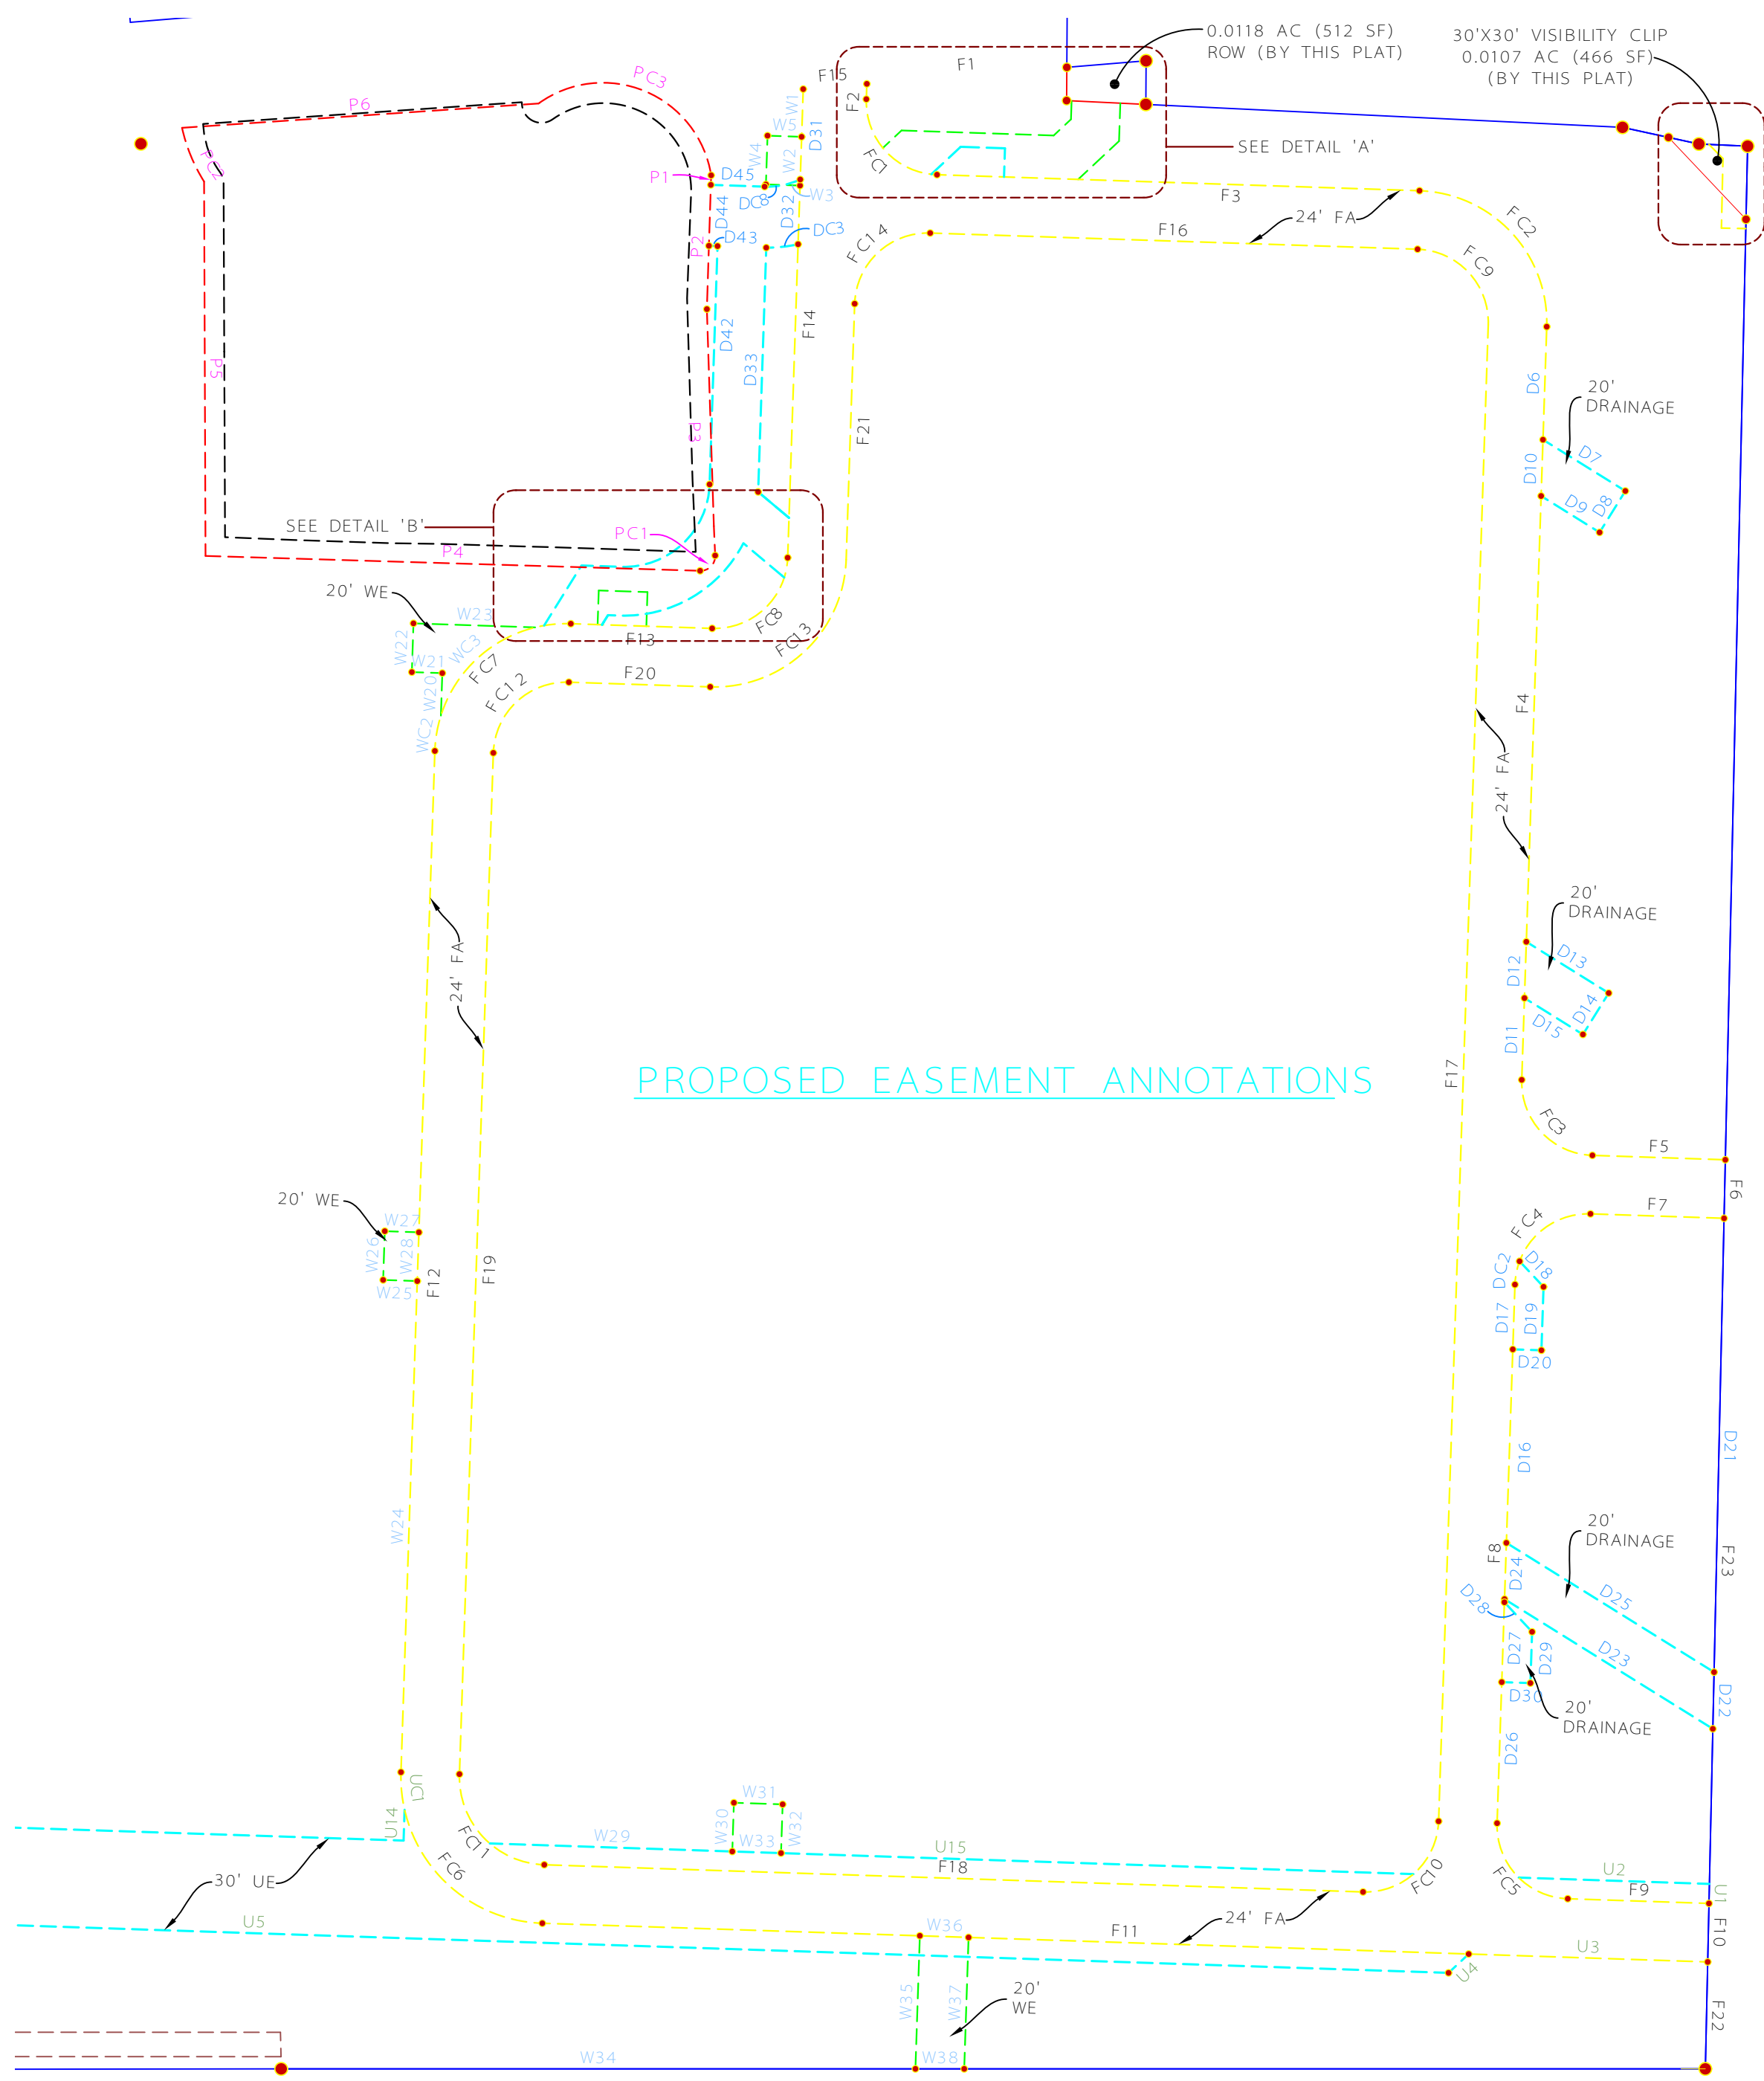 0.0118 AC (512 SF)
ROW (BY THIS PLAT)
30'X30' VISIBILITY CLIP
0.0107 AC (466 SF)
(BY THIS PLAT)
F15
F1
PC3
P6
W1
F2
W5
D31
SEE DETAIL 'A'
W4
W2
FC1
PC2
P1
D45
DC8
W3
F3
24' FA
D44
D32
DC3
FC2
P2
D43
FC14
F16
FC9
D42
F14
P5
D33
D6
20'
DRAINAGE
F21
P3
D7
D10
D9
D8
SEE DETAIL 'B'
PC1
P4
20' WE
W23
FC8
F13
FC13
W22
WC3
W21
FC7
F20
W20
FC12
WC2
F4
24' FA
20'
DRAINAGE
24' FA
D13
D12
D14
D15
D11
F17
PROPOSED EASEMENT ANNOTATIONS
FC3
F5
F6
20' WE
F7
W27
FC4
W26
W28
F12
F19
W25
DC2
D18
D17
D19
D20
D16
D21
W24
20'
DRAINAGE
F8
F23
D24
D25
D28
D27
D29
D23
D30
D22
20'
DRAINAGE
D26
UC1
U14
W31
W30
W32
W29
W33
U15
FC11
F18
FC6
FC10
FC5
U2
30' UE
U1
F9
U5
W36
F11
24' FA
F10
U3
U4
W35
W37
20'
WE
F22
W34
W38